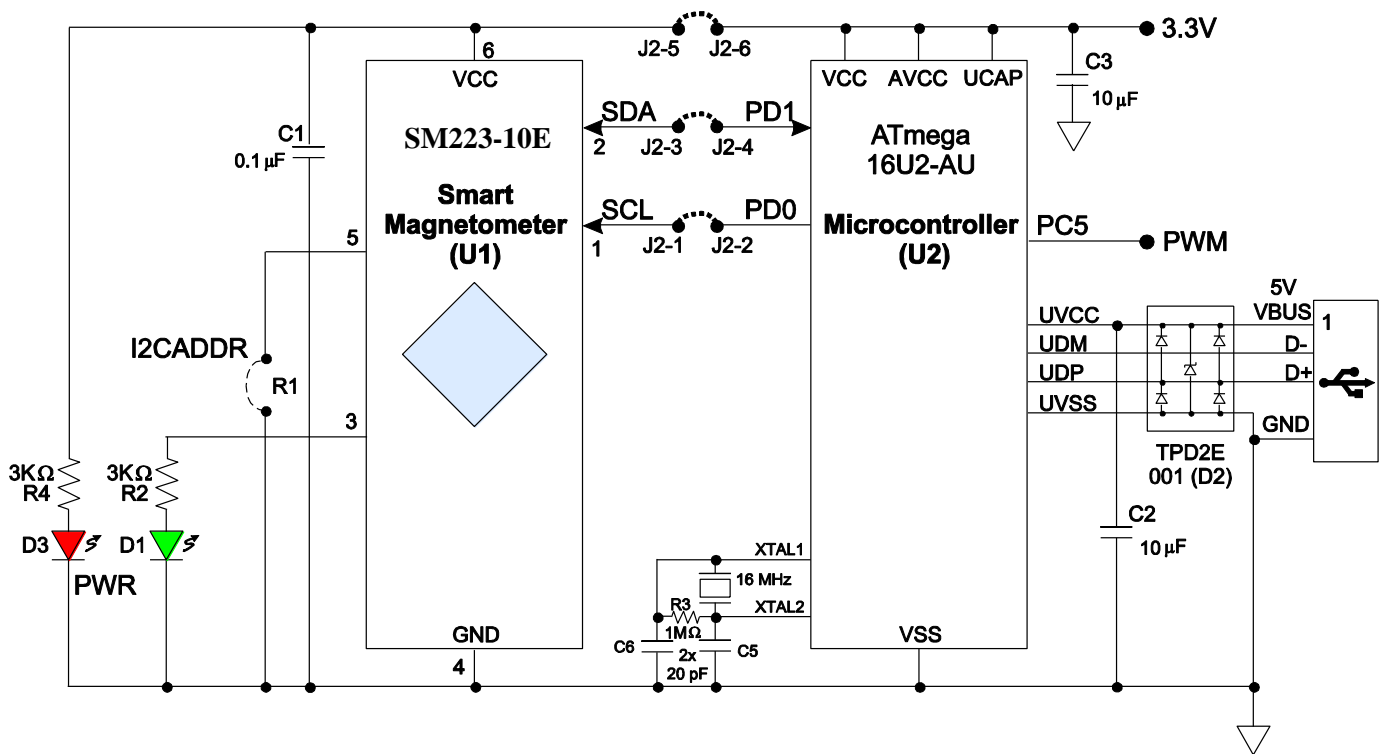 3.3V
J2-5
J2-6
6
VCC
VCC
AVCC
UCAP
C3
10 µF
C1
0.1 µF
SM223-10E
Smart
Magnetometer
(U1)
SDA
2
J2-3
J2-4
PD1
ATmega
16U2-AU
Microcontroller
(U2)
SCL
1
J2-1
J2-2
PD0
5
PC5
PWM
5V
VBUS
1
UVCC
UDM
D-
UDP
D+
UVSS
GND
TPD2E
001 (D2)
I2CADDR
R1
3
3KΩ
R4
3KΩ
R2
D3
D1
PWR
C2
10 µF
XTAL1
16 MHz
R3
XTAL2
1MΩ
C6
2x
C5
20 pF
GND
4
VSS